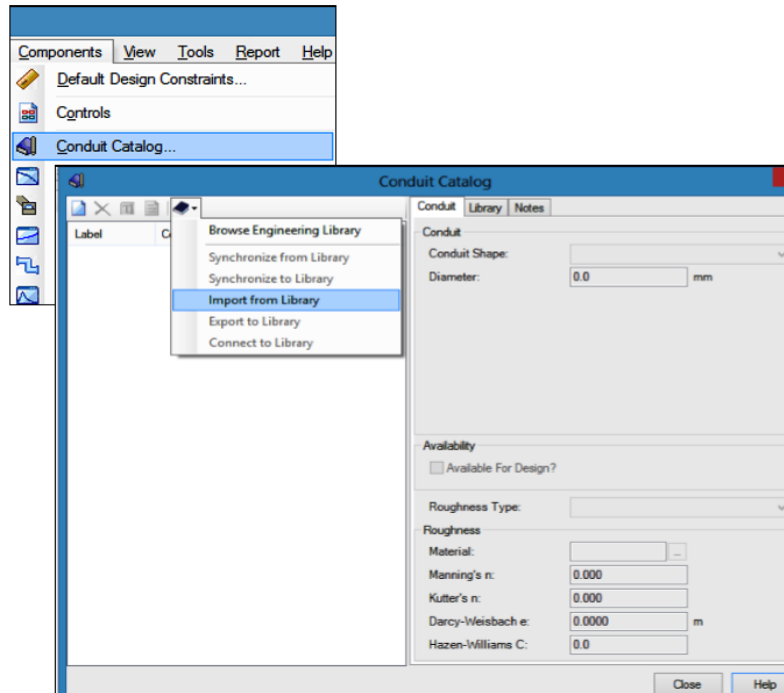 Components View Tools Report Help
Default Design Constraints...
Controls
Conduit Catalog...
Conduit Catalog
Label
Browse Engineering Library
Synchronize from Library
Synchronize to Library
Import from Library
Export to Library
Connect to Library
Conduit Library Notes
Conduit
Conduit Shape:
Diameter: 0.0 mm
Availability
Available For Design?
Roughness Type:
Roughness
Material: ...
Manning's n: 0.000
Kutter's n: 0.000
Darcy-Weisbach e: 0.0000 m
Hazen-Williams C: 0.0
Close Help